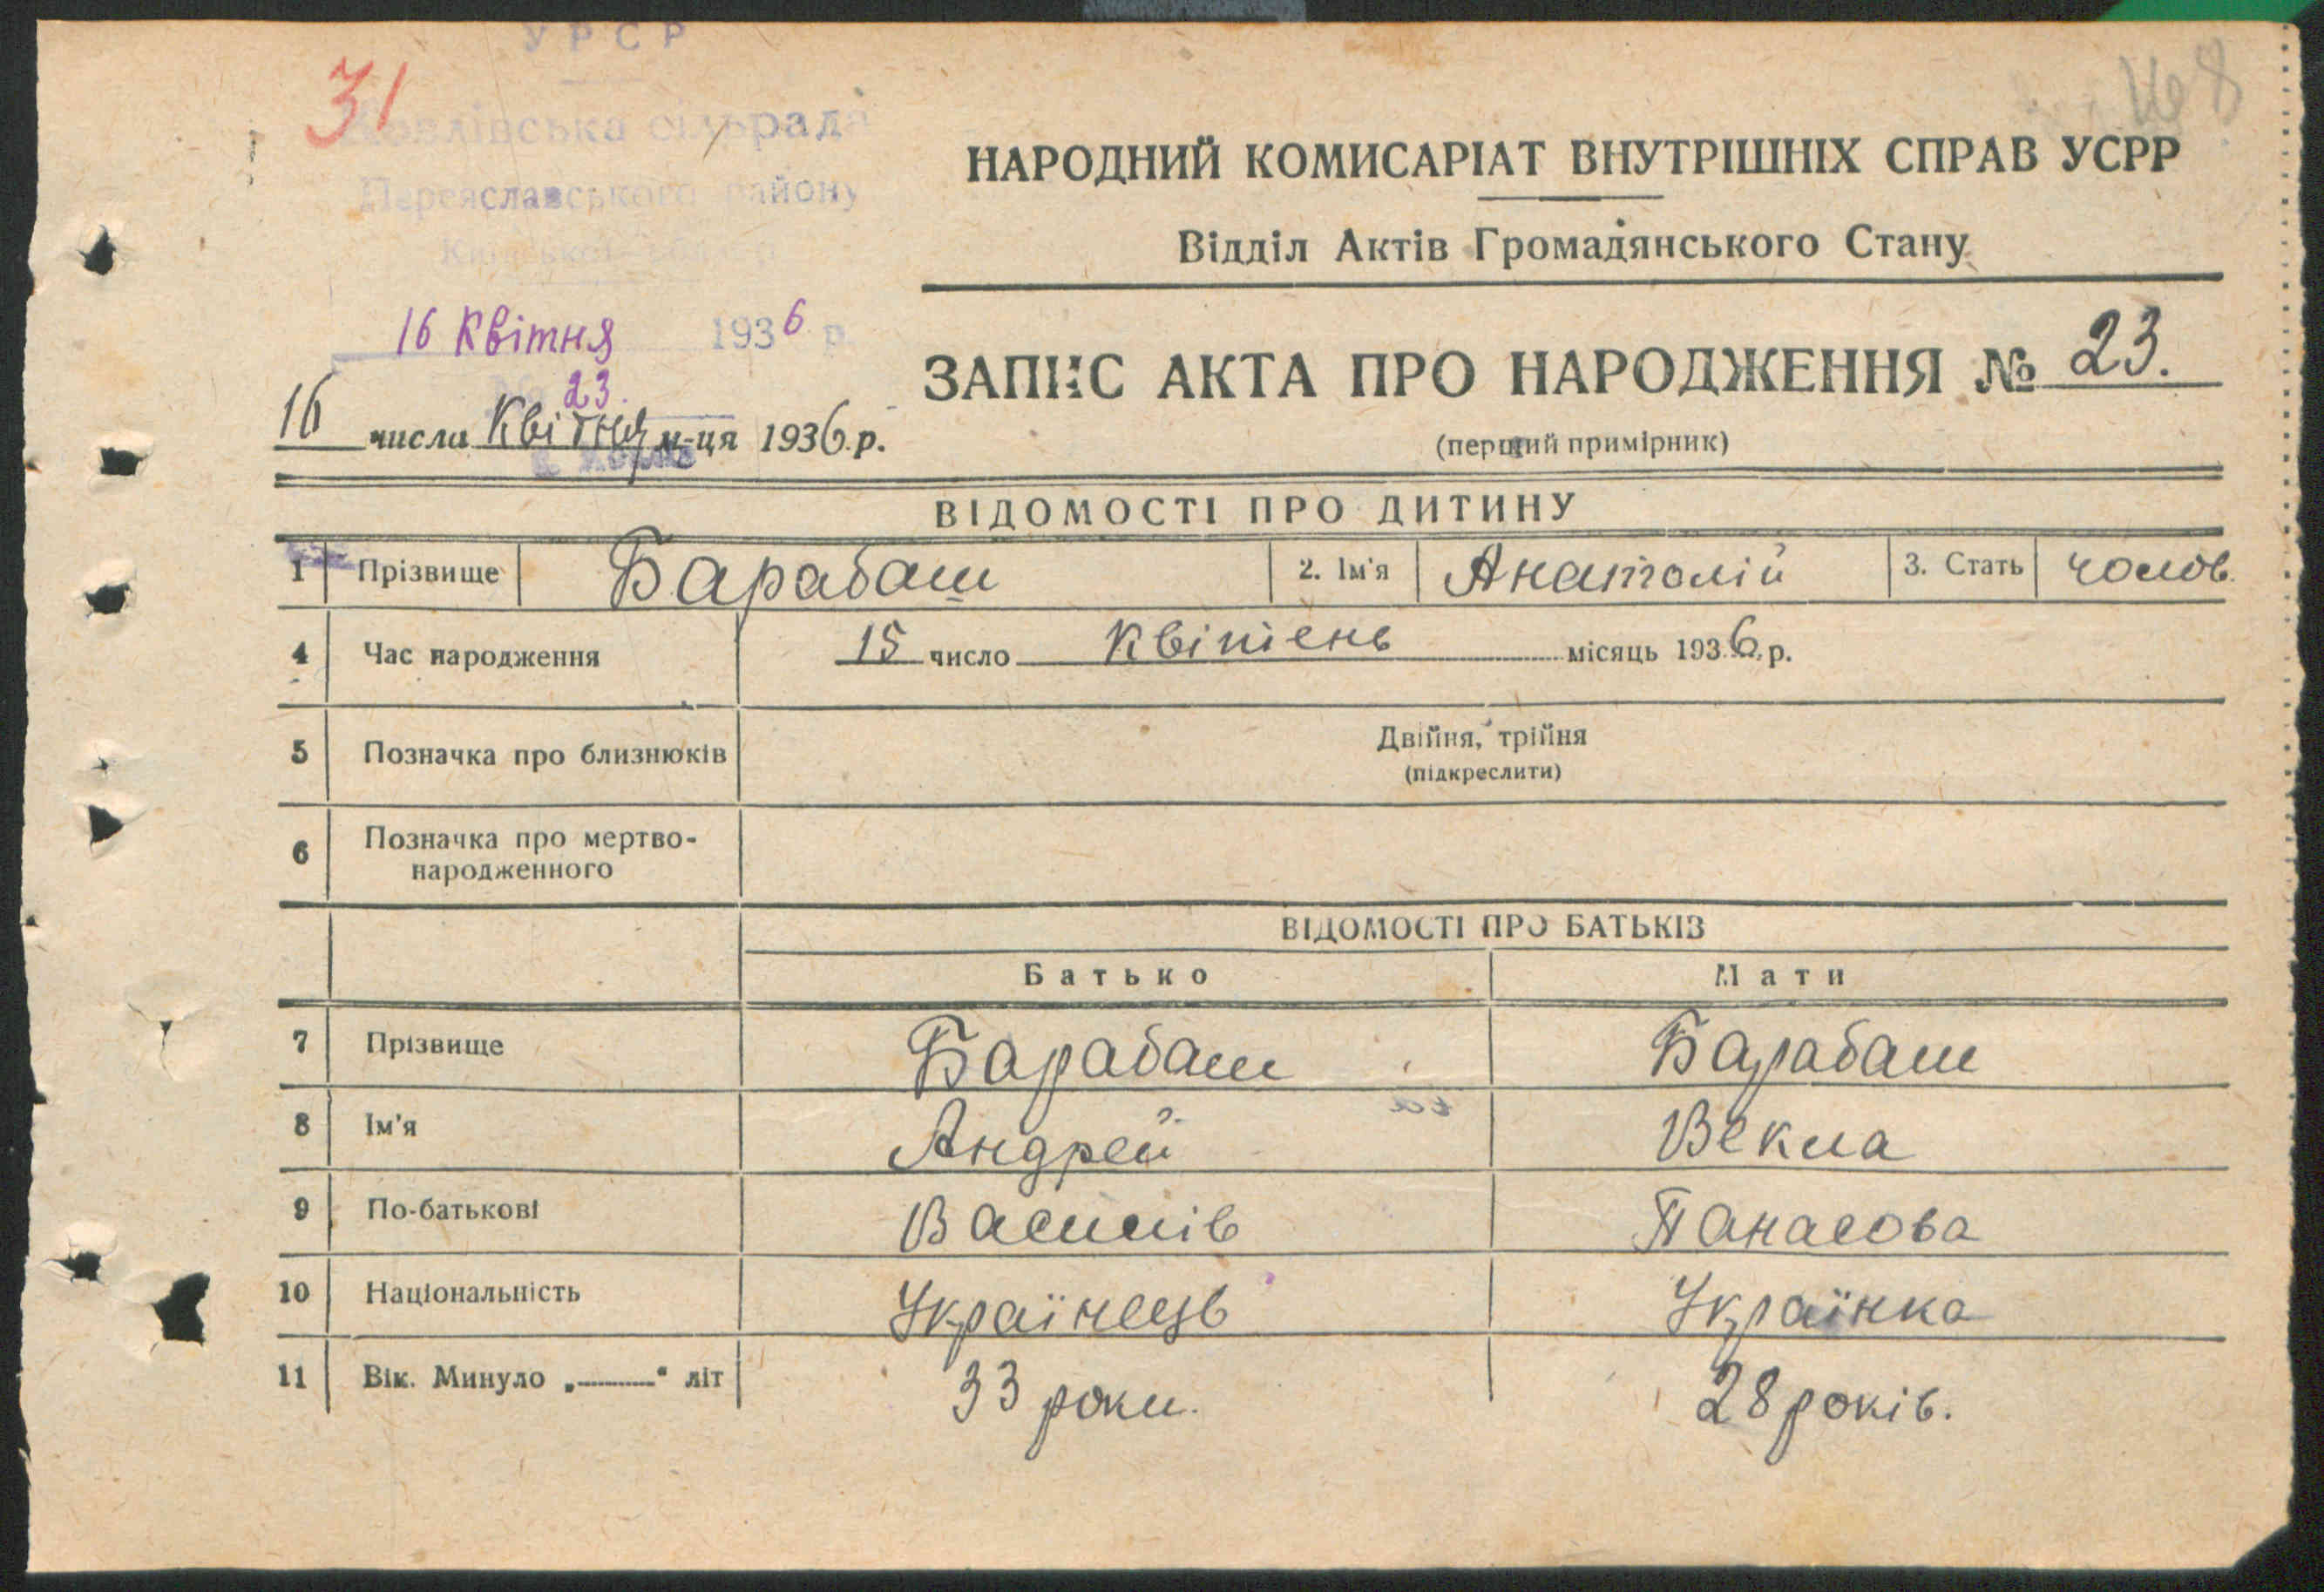 УРСР
31
сільрада
Переяславського району
НАРОДНИЙ КОМИСАРІАТ ВНУТРІШНІХ СПРАВ УСРР
Відділ Актів Громадянського Стану
16 Квітня 1936 р.
23.
ЗАПИС АКТА ПРО НАРОДЖЕННЯ № 23.
16 числа Квітня м-ця 1936 р.
(перший примірник)
ВІДОМОСТІ ПРО ДИТИНУ
1 Прізвище Барабаш 2. Ім'я Анатолій 3. Стать чолов.
4 Час народження 15 число Квітень місяць 1936 р.
5 Позначка про близнюків Двійня, трійня
(підкреслити)
6 Позначка про мертво-
народженного
ВІДОМОСТІ ПРО БАТЬКІВ
Батько Мати
7 Прізвище Барабаш Барабаш
8 Ім'я Андрей Векла
9 По-батькові Василів Панасова
10 Національність Українець Українка
11 Вік. Минуло „ “ літ 33 роки. 28 років.